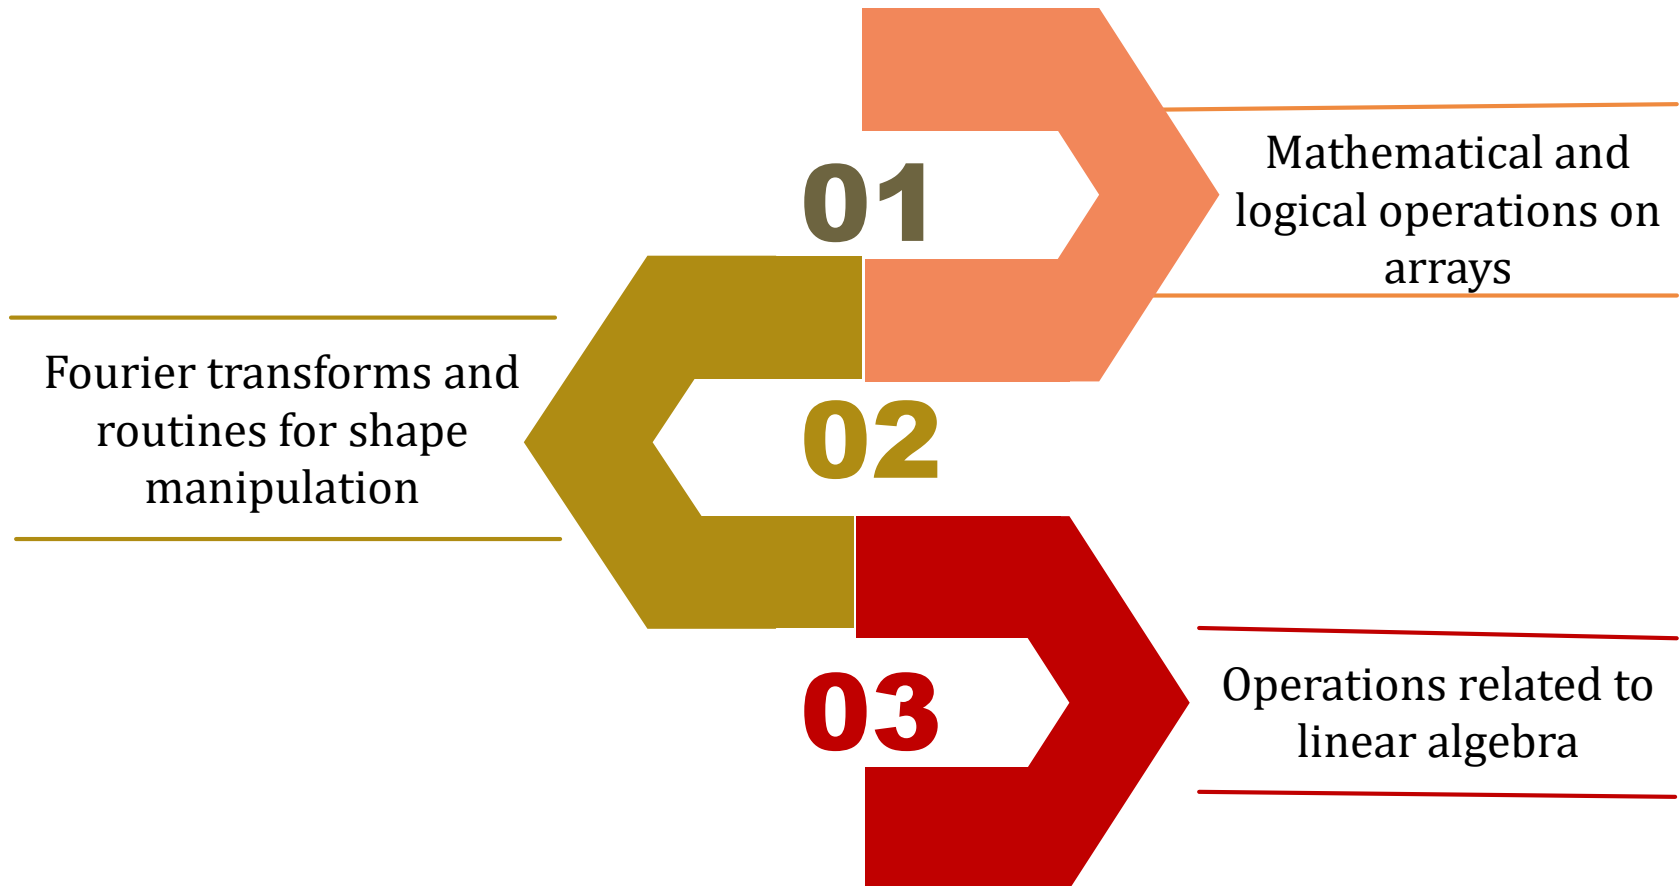 01
Mathematical and
logical operations on
arrays
Fourier transforms and
routines for shape
manipulation
02
03
Operations related to
linear algebra